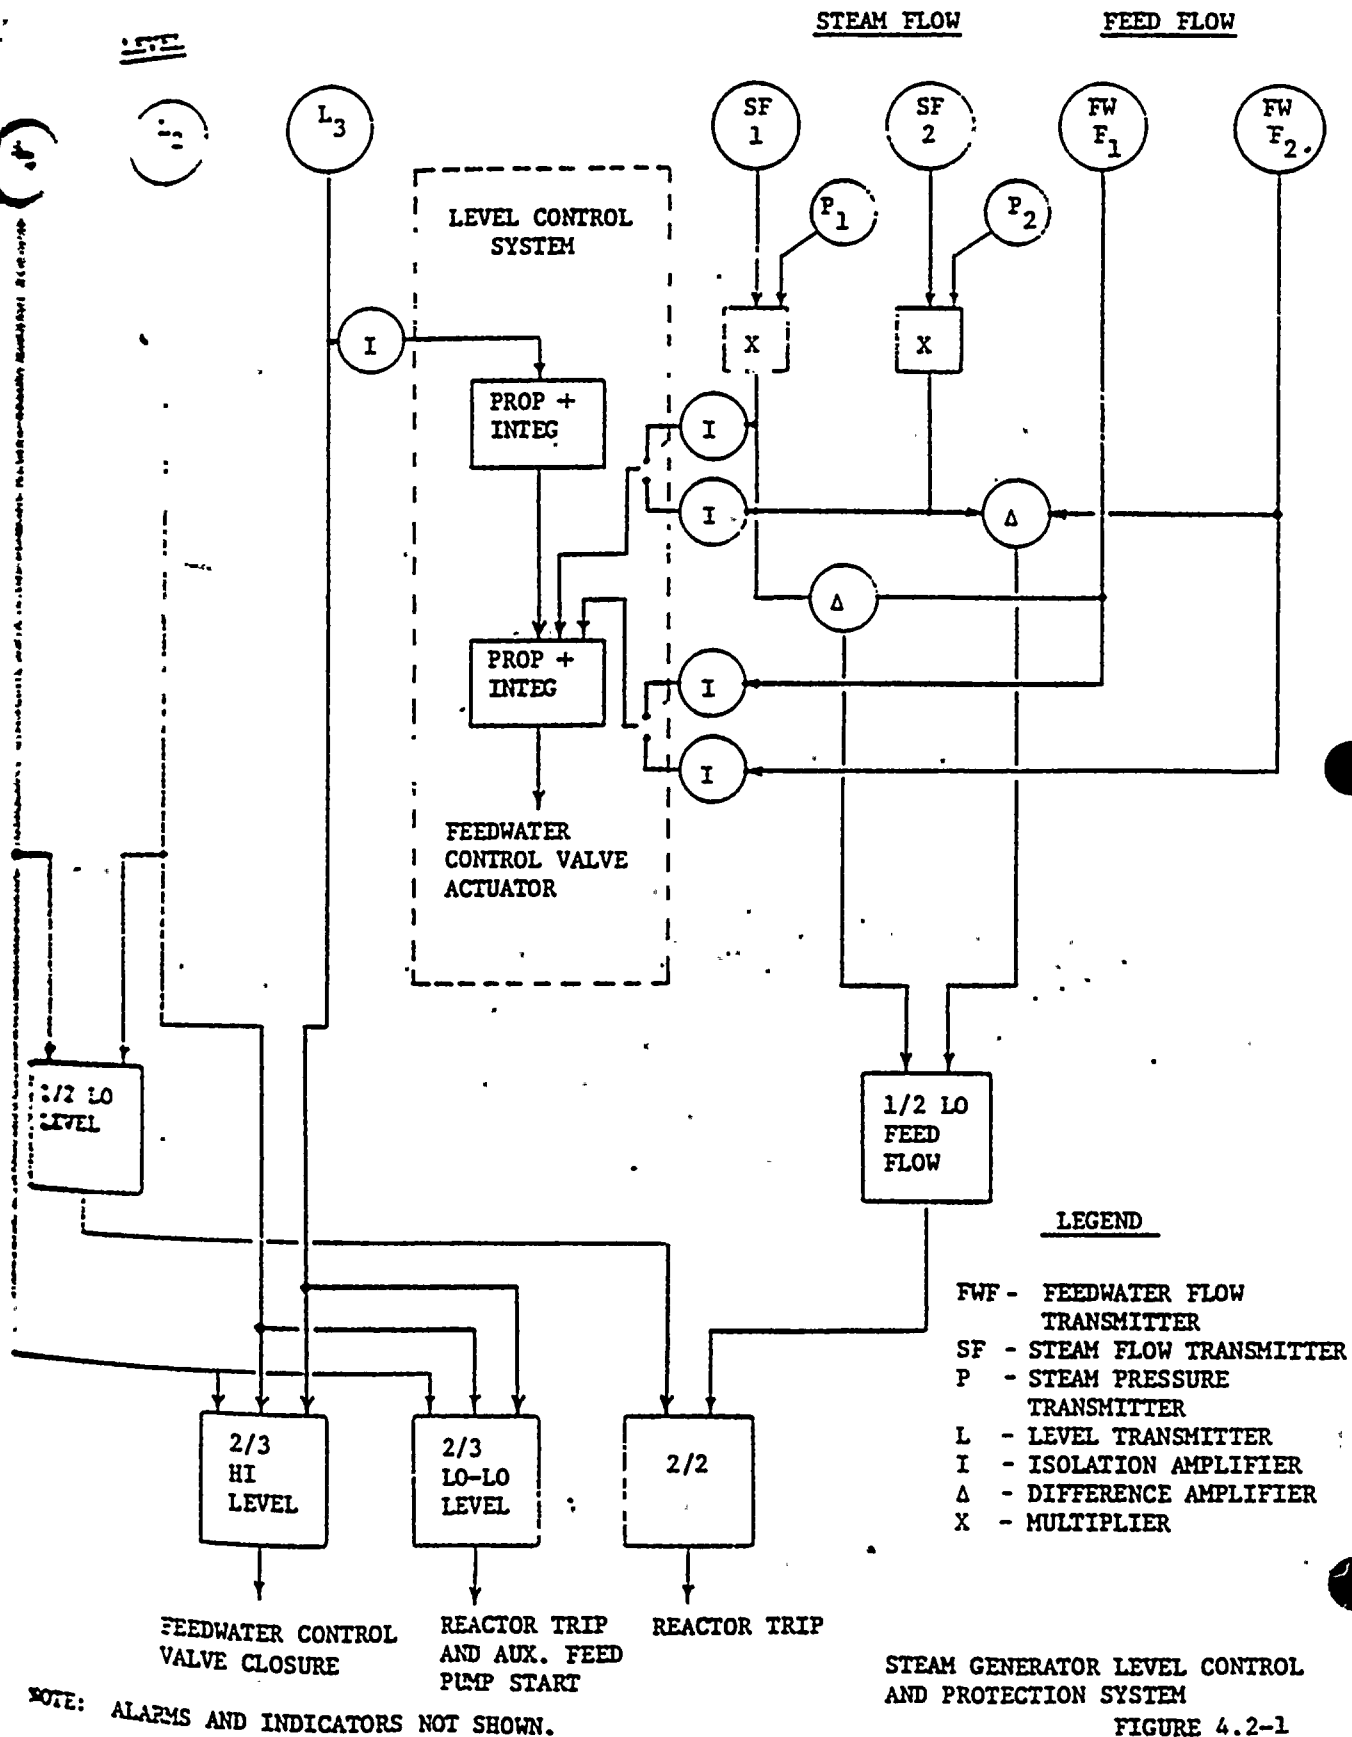 STEAM FLOW
FEED FLOW
L3
SF
1
SF
2
FW
F1
FW
F2
P1
P2
LEVEL CONTROL
SYSTEM
I
X
X
PROP +
INTEG
I
I
Δ
Δ
PROP +
INTEG
I
I
FEEDWATER
CONTROL VALVE
ACTUATOR
1/2 LO
LEVEL
1/2 LO
FEED
FLOW
LEGEND
FWF - FEEDWATER FLOW
TRANSMITTER
SF - STEAM FLOW TRANSMITTER
P - STEAM PRESSURE
TRANSMITTER
L - LEVEL TRANSMITTER
I - ISOLATION AMPLIFIER
Δ - DIFFERENCE AMPLIFIER
X - MULTIPLIER
2/3
HI
LEVEL
2/3
LO-LO
LEVEL
2/2
FEEDWATER CONTROL
VALVE CLOSURE
REACTOR TRIP
AND AUX. FEED
PUMP START
REACTOR TRIP
STEAM GENERATOR LEVEL CONTROL
AND PROTECTION SYSTEM
FIGURE 4.2-1
NOTE: ALARMS AND INDICATORS NOT SHOWN.